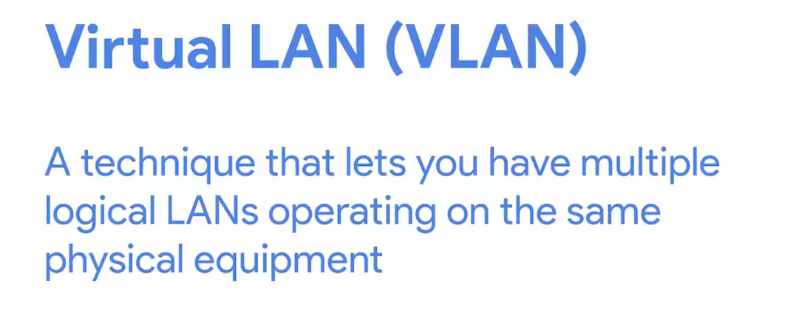 Virtual LAN (VLAN)
A technique that lets you have multiple
logical LANs operating on the same
physical equipment